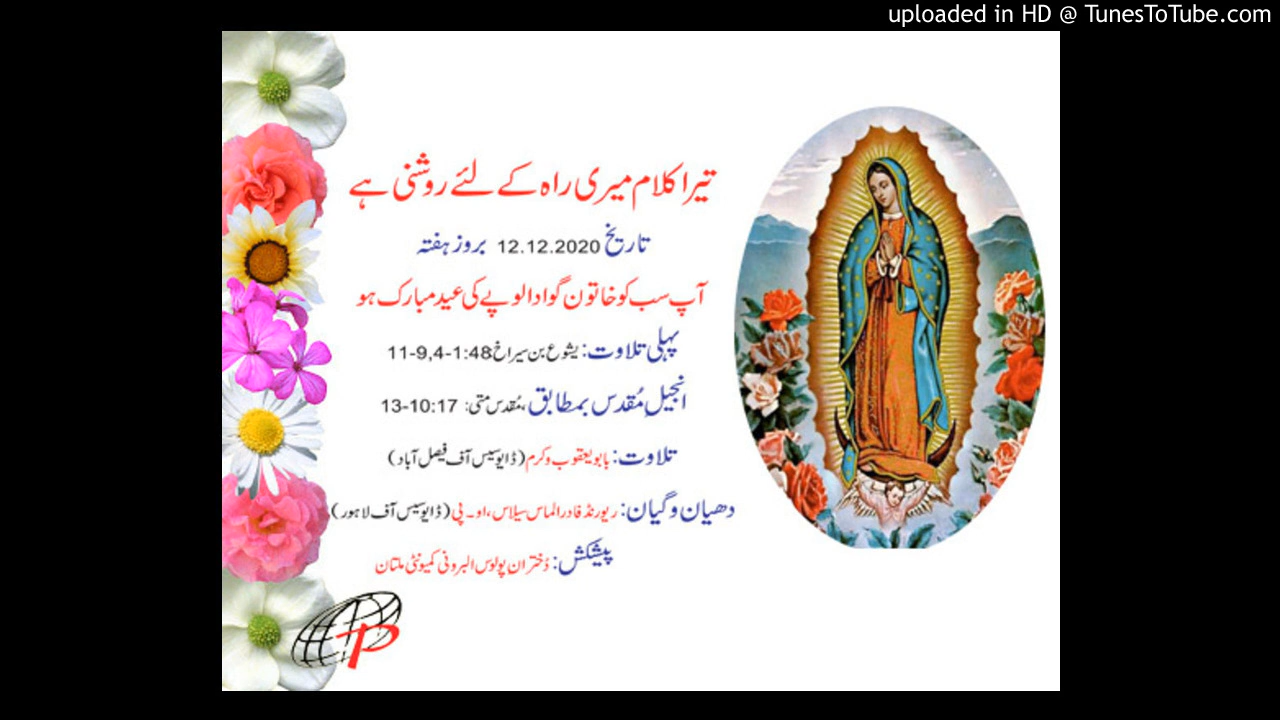 uploaded in HD @ TunesToTube.com
تیرا کلام میری راہ کے لئے روشنی ہے
تاریخ 12.12.2020 بروز ہفتہ
آپ سب کو خاتون گوادالوپے کی عید مبارک ہو
پہلی تلاوت: یشوع بن سیراخ 1:48-4,9-11
انجیلِ مُقدس بمطابق، مُقدس متی: 10:17-13
تلاوت: بابو یعقوب وکرم (ڈایوسیس آف فیصل آباد)
دھیان و گیان: ریورنڈ فادر الماس سیلاس، او۔ پی (ڈایوسیس آف لاہور)
پیشکش: دُختران پولوس البرونی کمیونٹی ملتان
P